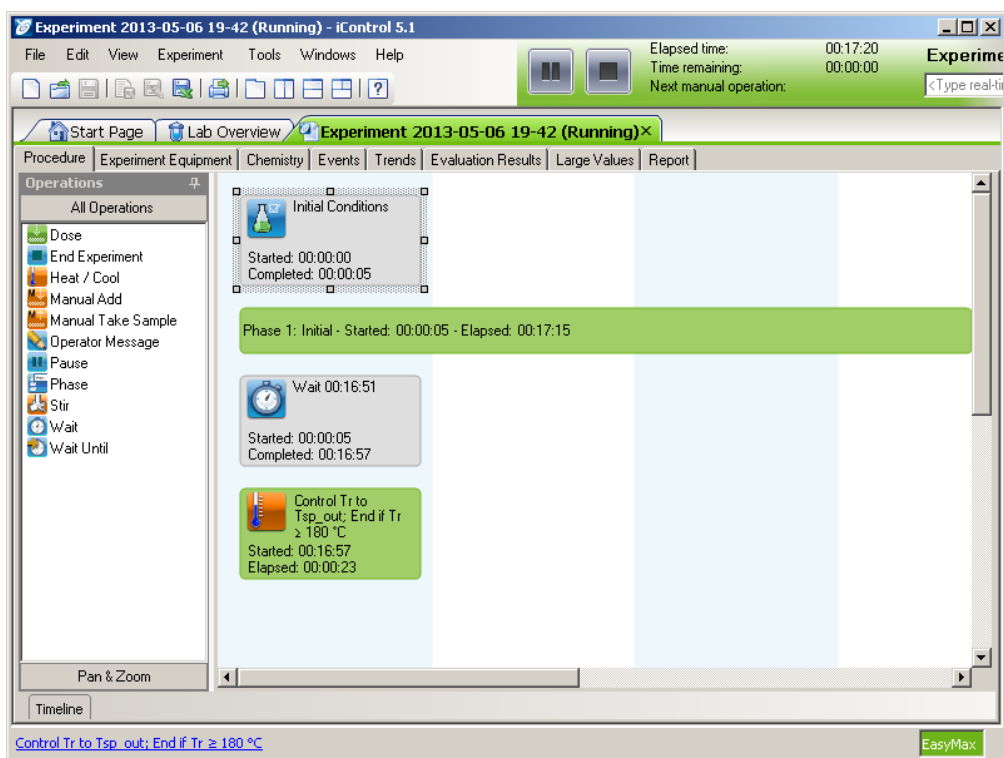 Experiment 2013-05-06 19-42 (Running) - iControl 5.1
File Edit View Experiment Tools Windows Help
Elapsed time: 00:17:20
Time remaining: 00:00:00
Next manual operation:
Experime
<Type real-ti
Start Page
Lab Overview
Experiment 2013-05-06 19-42 (Running)
Procedure Experiment Equipment Chemistry Events Trends Evaluation Results Large Values Report
Operations
All Operations
Dose
End Experiment
Heat / Cool
Manual Add
Manual Take Sample
Operator Message
Pause
Phase
Stir
Wait
Wait Until
Pan & Zoom
Initial Conditions
Started: 00:00:00
Completed: 00:00:05
Phase 1: Initial - Started: 00:00:05 - Elapsed: 00:17:15
Wait 00:16:51
Started: 00:00:05
Completed: 00:16:57
Control Tr to
Tsp_out; End if Tr
≥ 180 °C
Started: 00:16:57
Elapsed: 00:00:23
Timeline
Control Tr to Tsp_out; End if Tr ≥ 180 °C
EasyMax